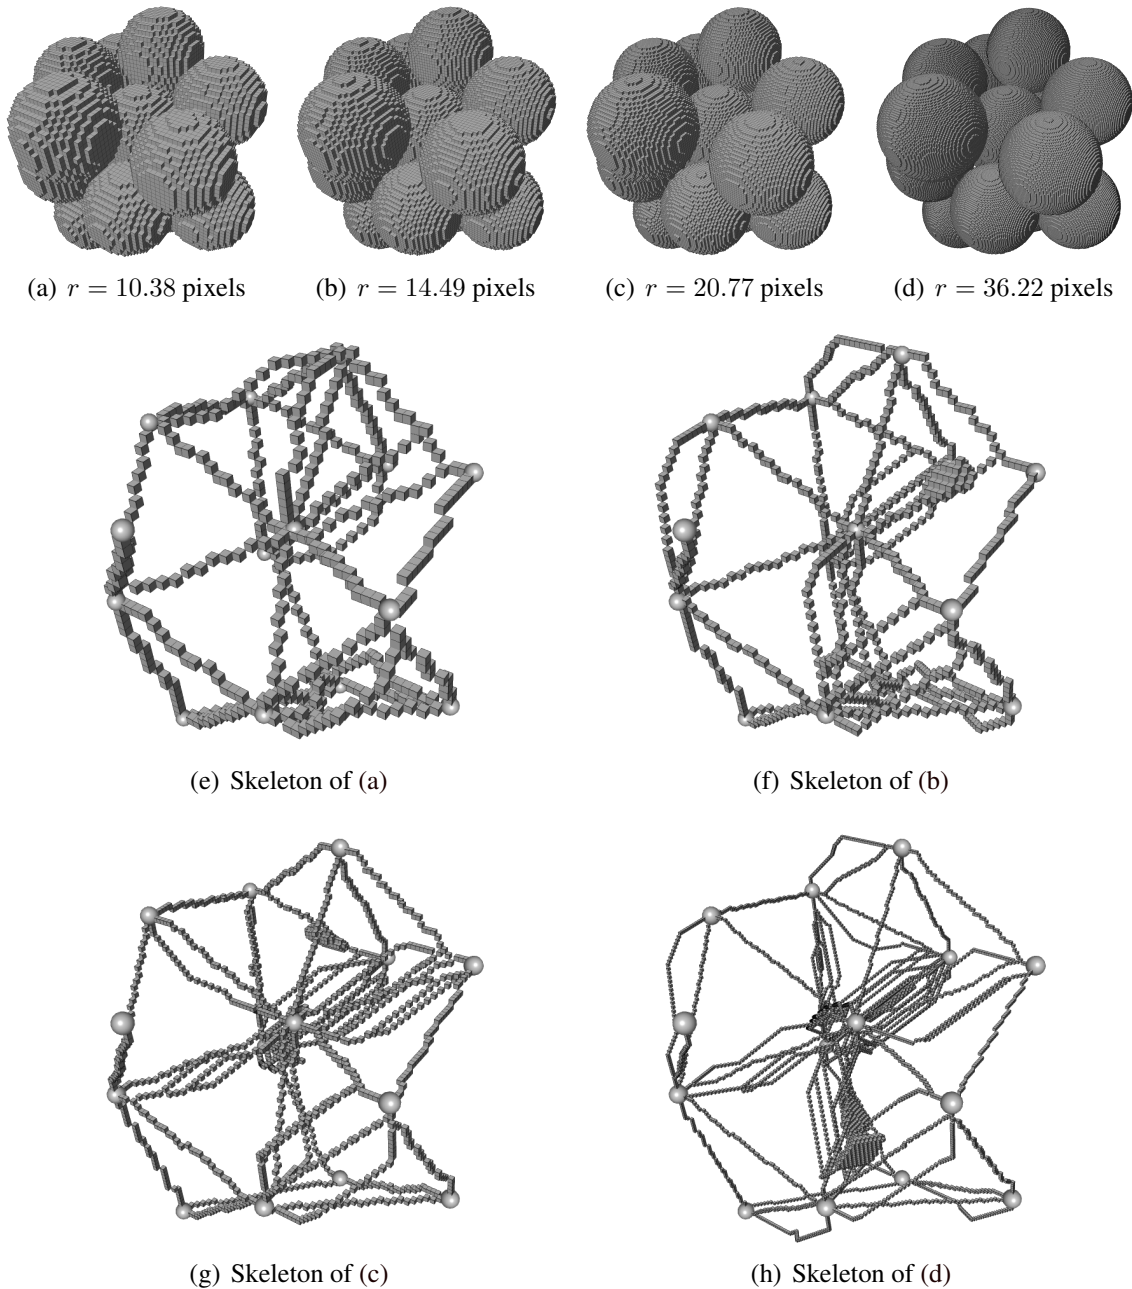 (a) r = 10.38 pixels (b) r = 14.49 pixels (c) r = 20.77 pixels (d) r = 36.22 pixels
(e) Skeleton of (a) (f) Skeleton of (b)
(g) Skeleton of (c) (h) Skeleton of (d)